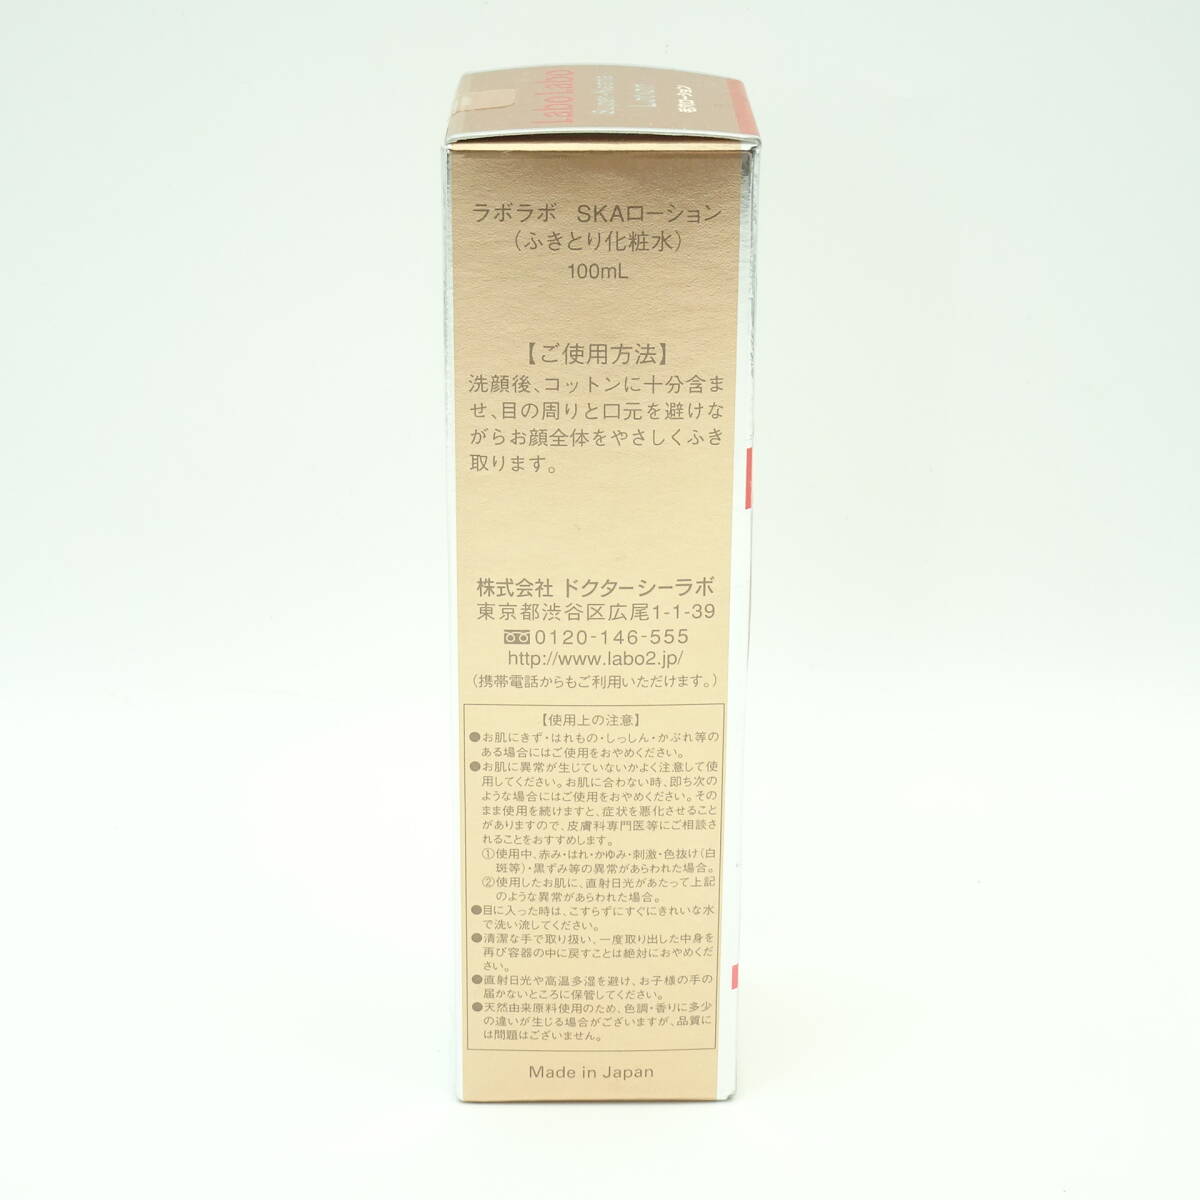 Labo Labo
Lotion
毛穴ローション
ラボラボ SKAローション
(ふきとり化粧水)
100mL
【ご使用方法】
洗顔後、コットンに十分含ま
せ、目の周りと口元を避けな
がらお顔全体をやさしくふき
取ります。
株式会社 ドクターシーラボ
東京都渋谷区広尾1-1-39
0120-146-555
http://www.labo2.jp/
(携帯電話からもご利用いただけます。)
【使用上の注意】
●お肌にきず・はれもの・しっしん・かぶれ等の
ある場合にはご使用をおやめください。
●お肌に異常が生じていないかよく注意して使
用してください。お肌に合わない時、即ち次の
ような場合にはご使用をおやめください。その
まま使用を続けますと、症状を悪化させること
がありますので、皮膚科専門医等にご相談さ
れることをおすすめします。
①使用中、赤み・はれ・かゆみ・刺激・色抜け(白
斑等)・黒ずみ等の異常があらわれた場合。
②使用したお肌に、直射日光があたって上記
のような異常があらわれた場合。
●目に入った時は、こすらずにすぐにきれいな水
で洗い流してください。
●清潔な手で取り扱い、一度取り出した中身を
再び容器の中に戻すことは絶対におやめくだ
さい。
●直射日光や高温多湿を避け、お子様の手の
届かないところに保管してください。
●天然由来原料使用のため、色調・香りに多少
の違いが生じる場合がございますが、品質に
は問題はございません。
Made in Japan